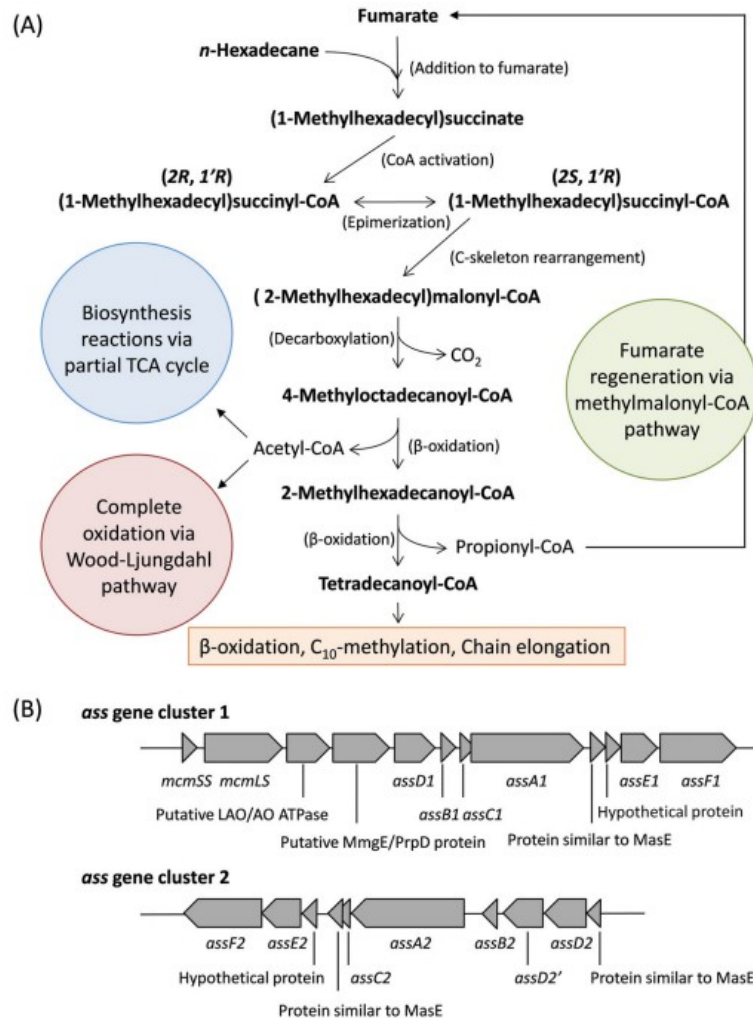 (A)
Fumarate
n-Hexadecane
(Addition to fumarate)
(1-Methylhexadecyl)succinate
(CoA activation)
(2R, 1’R)
(1-Methylhexadecyl)succinyl-CoA
(Epimerization)
(2S, 1’R)
(1-Methylhexadecyl)succinyl-CoA
(C-skeleton rearrangement)
( 2-Methylhexadecyl)malonyl-CoA
(Decarboxylation)
CO₂
4-Methyloctadecanoyl-CoA
Acetyl-CoA
(β-oxidation)
2-Methylhexadecanoyl-CoA
(β-oxidation)
Propionyl-CoA
Tetradecanoyl-CoA
β-oxidation, C₁₀-methylation, Chain elongation
Biosynthesis
reactions via
partial TCA cycle
Complete
oxidation via
Wood-Ljungdahl
pathway
Fumarate
regeneration via
methylmalonyl-CoA
pathway
(B)
ass gene cluster 1
mcmSS mcmLS assD1 assA1 assE1 assF1
assB1 assC1
Putative LAO/AO ATPase
Hypothetical protein
Putative MmgE/PrpD protein
Protein similar to MasE
ass gene cluster 2
assF2 assE2 assA2 assB2 assD2
Hypothetical protein
assC2
assD2’
Protein similar to MasE
Protein similar to MasE